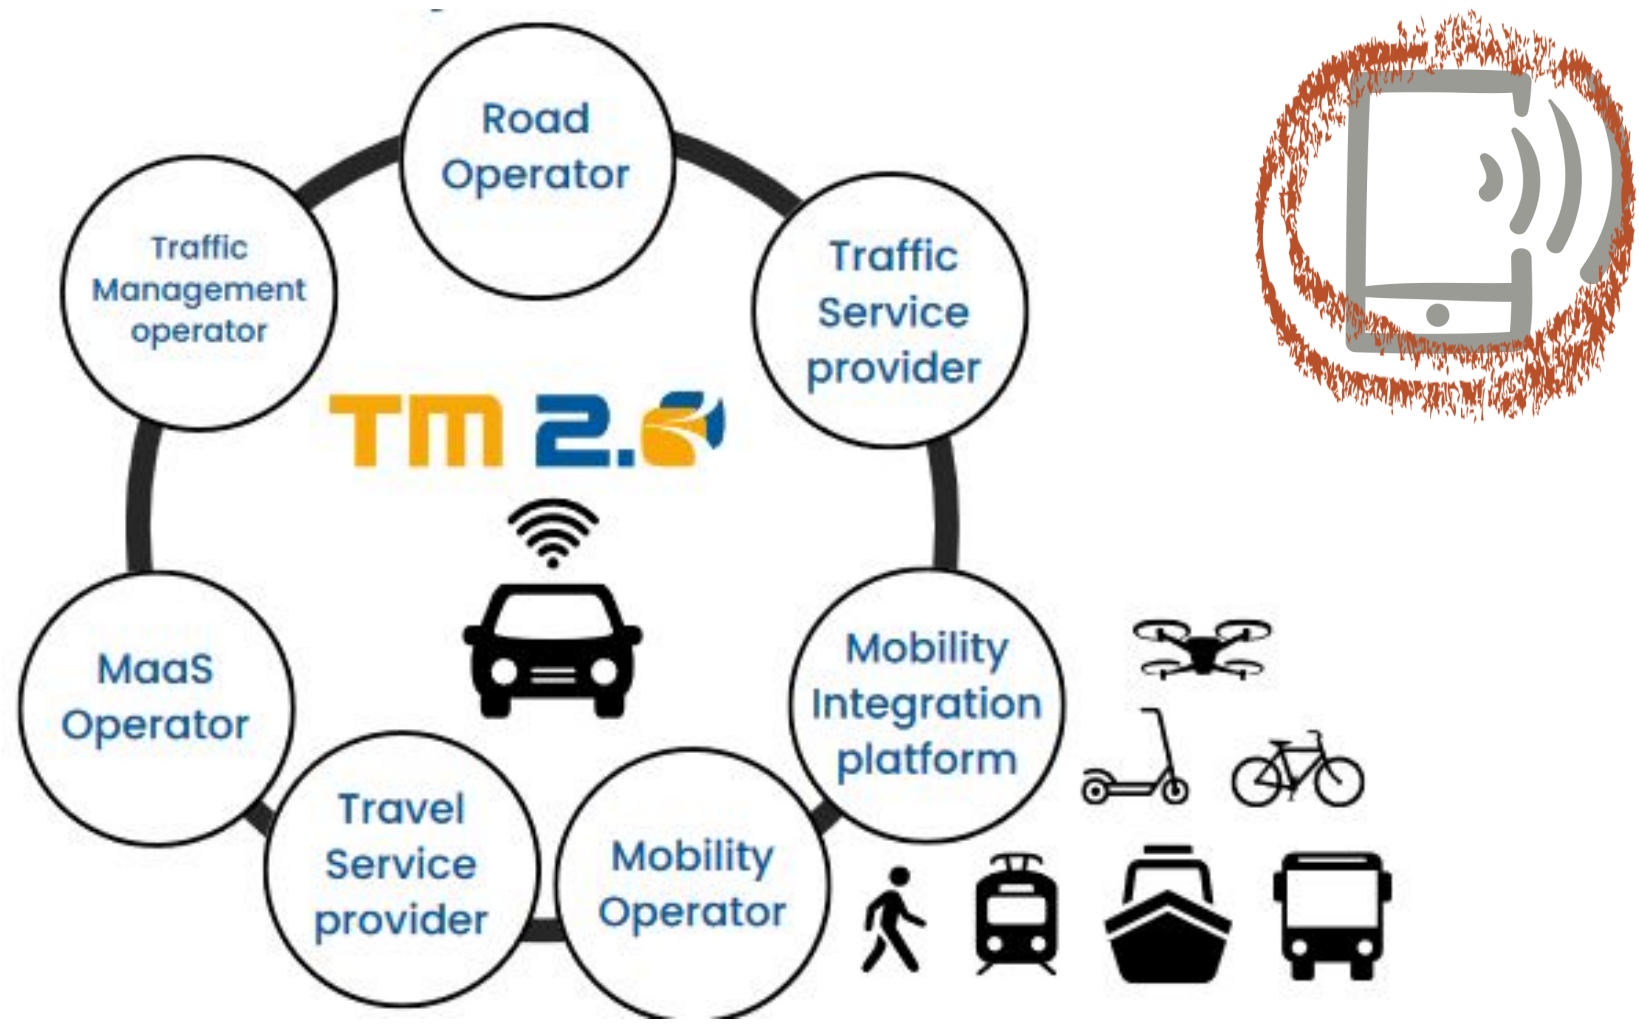 Road
Operator
Traffic
Service
provider
Traffic
Management
operator
TM 2.0
Mobility
Integration
platform
MaaS
Operator
Travel
Service
provider
Mobility
Operator